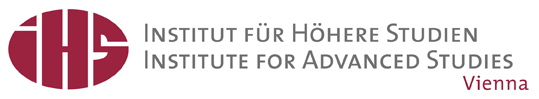 iHS
INSTITUT FÜR HÖHERE STUDIEN
INSTITUTE FOR ADVANCED STUDIES
Vienna